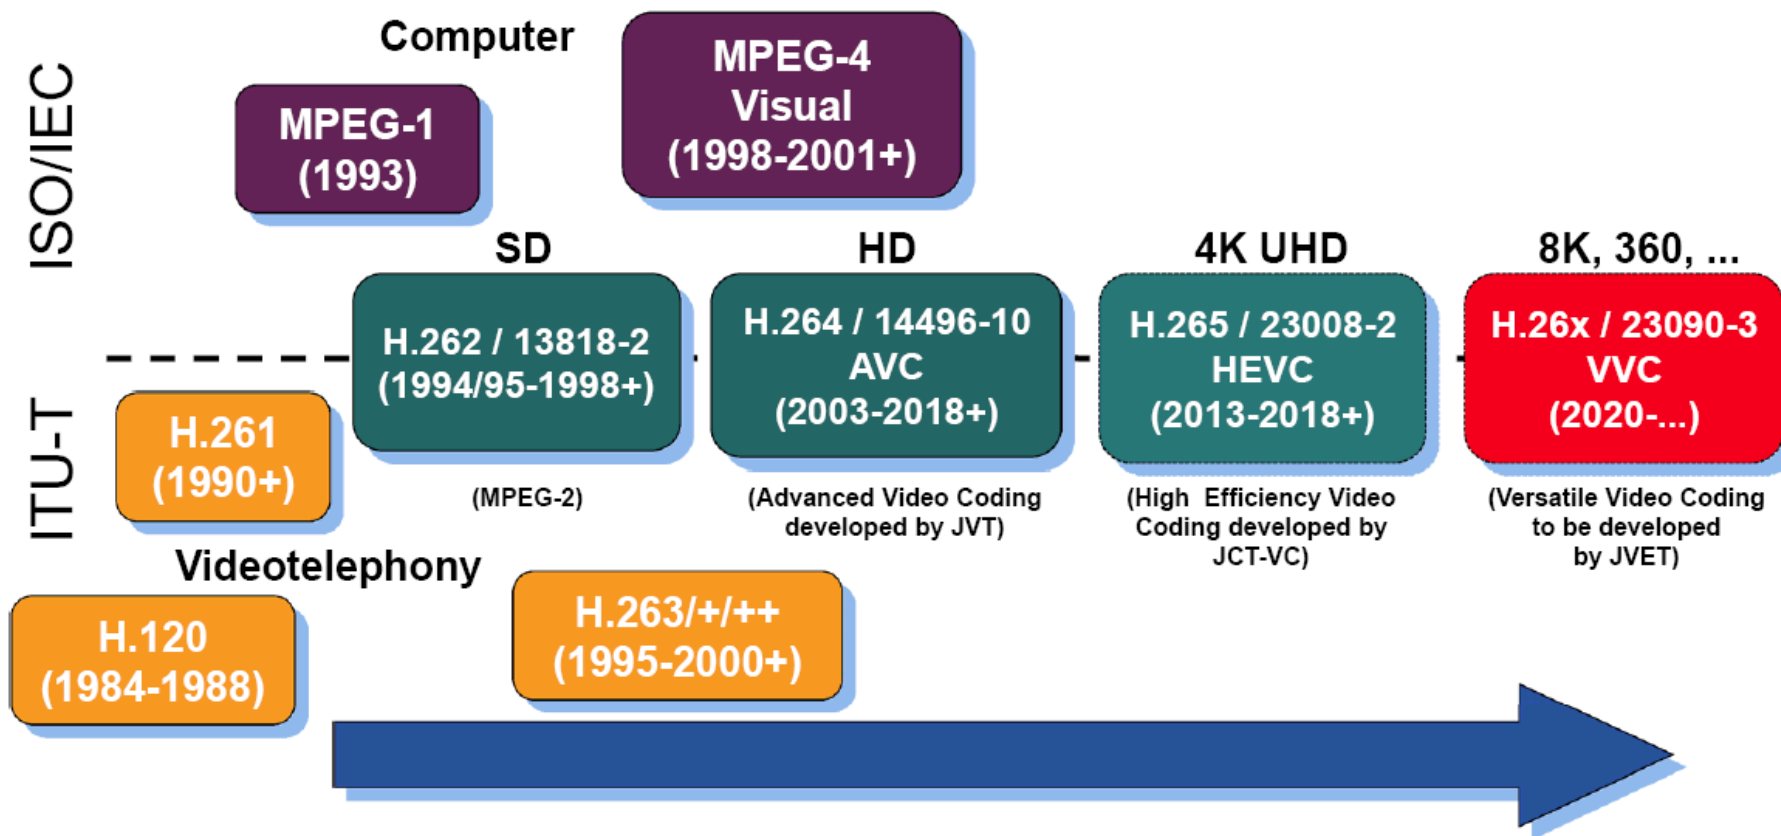 ISO/IEC
Computer
MPEG-1
(1993)
MPEG-4
Visual
(1998-2001+)
SD
HD
4K UHD
8K, 360, ...
H.262 / 13818-2
(1994/95-1998+)
(MPEG-2)
H.264 / 14496-10
AVC
(2003-2018+)
(Advanced Video Coding
developed by JVT)
H.265 / 23008-2
HEVC
(2013-2018+)
(High Efficiency Video
Coding developed by
JCT-VC)
H.26x / 23090-3
VVC
(2020-...)
(Versatile Video Coding
to be developed
by JVET)
ITU-T
H.261
(1990+)
Videotelephony
H.120
(1984-1988)
H.263/+/++
(1995-2000+)